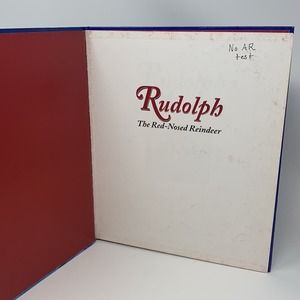 No AR
test
Rudolph
The Red-Nosed Reindeer